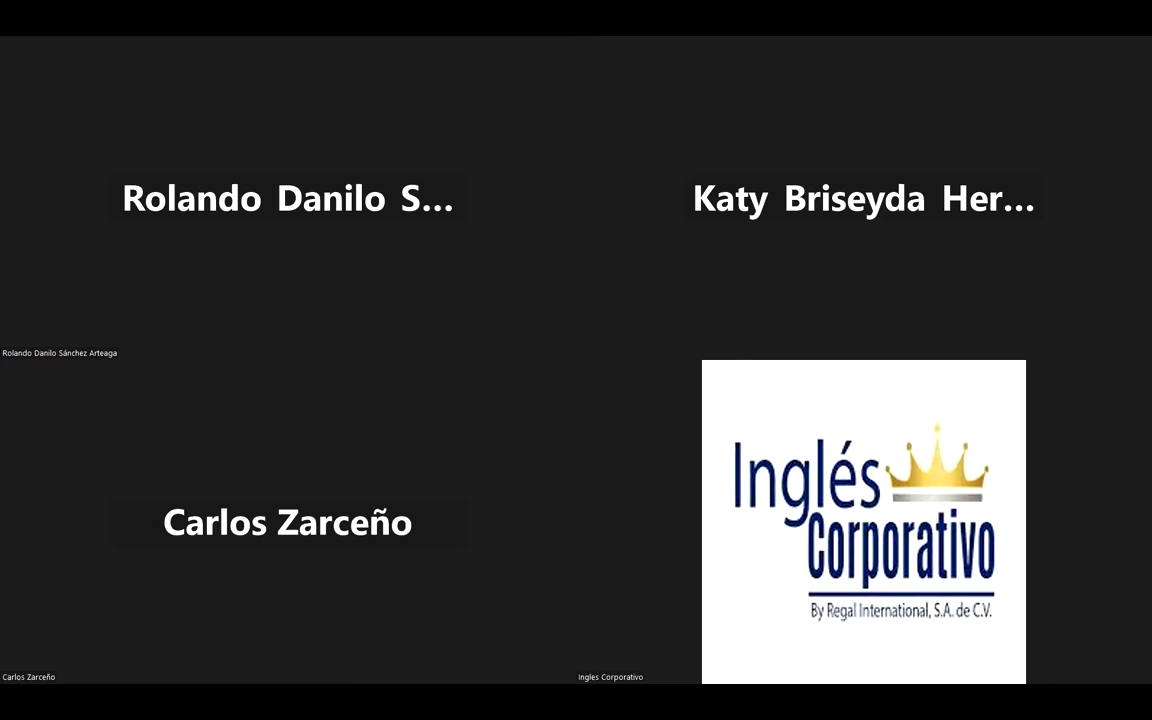 Rolando Danilo S...
Katy Briseyda Her...
Rolando Danilo Sánchez Arteaga
Carlos Zarceño
Inglés
Corporativo
By Regal International, S.A. de C.V.
Carlos Zarceño
Ingles Corporativo